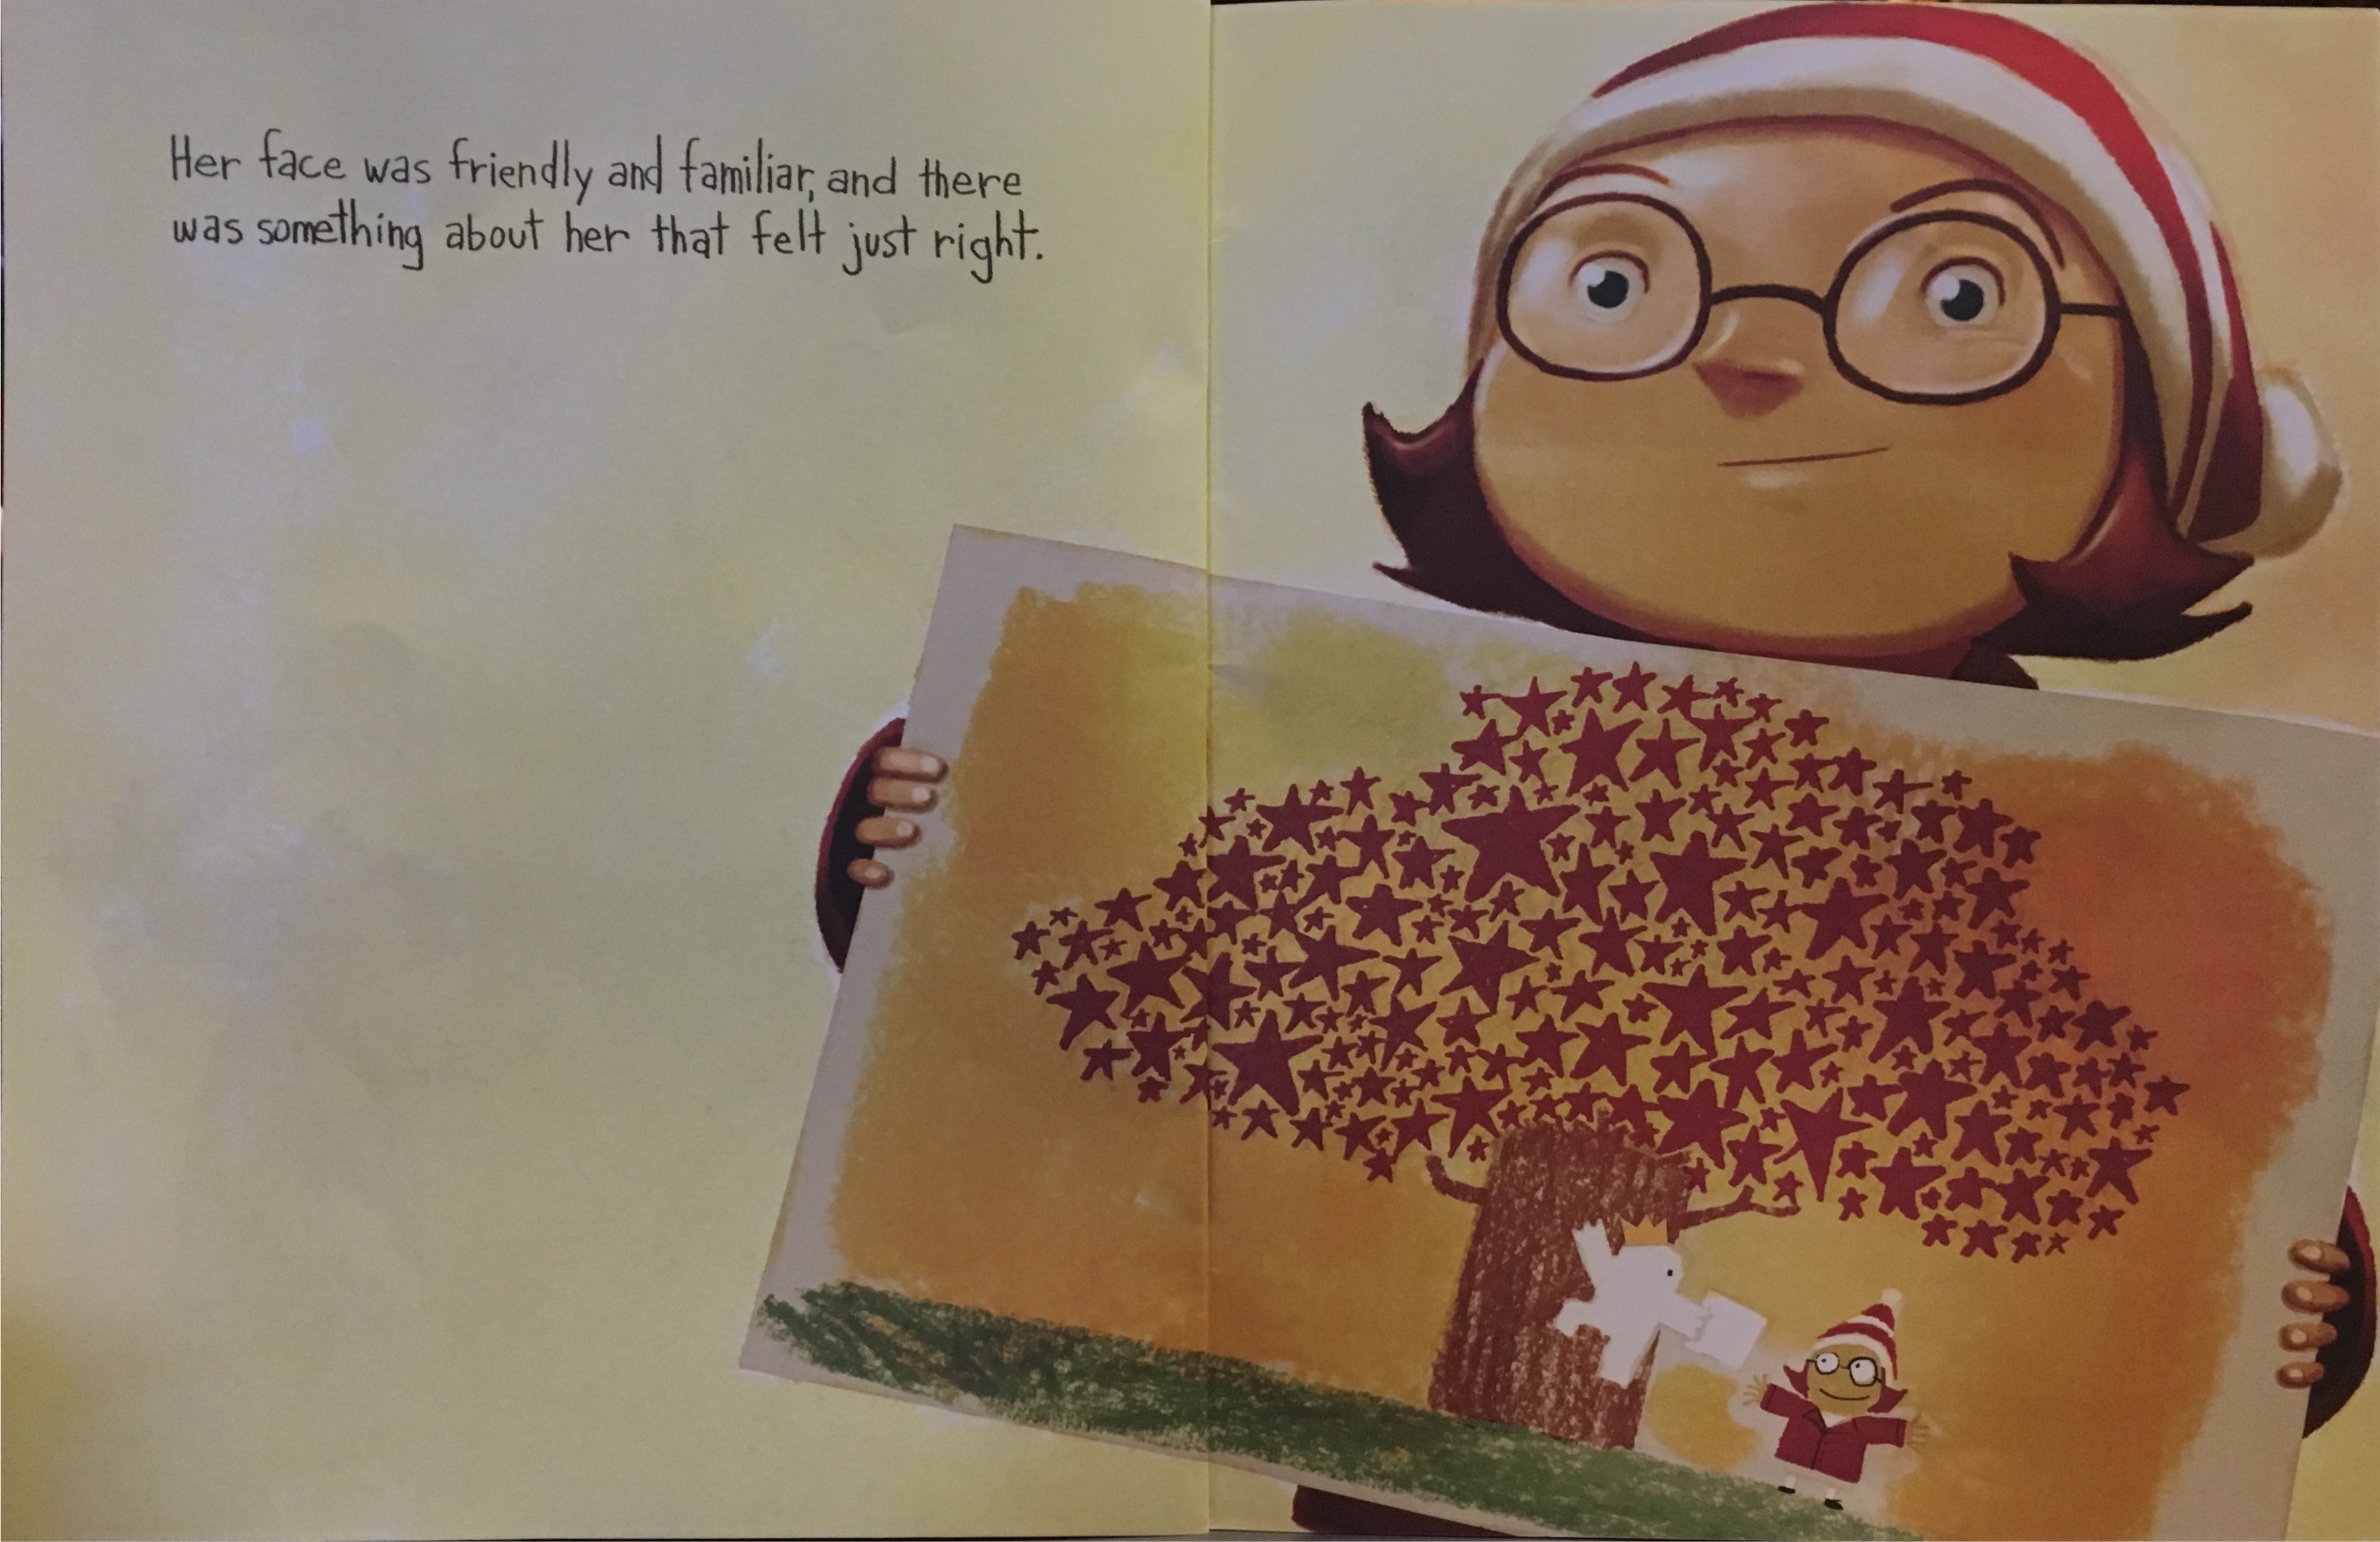 Her face was friendly and familiar, and there
was something about her that felt just right.